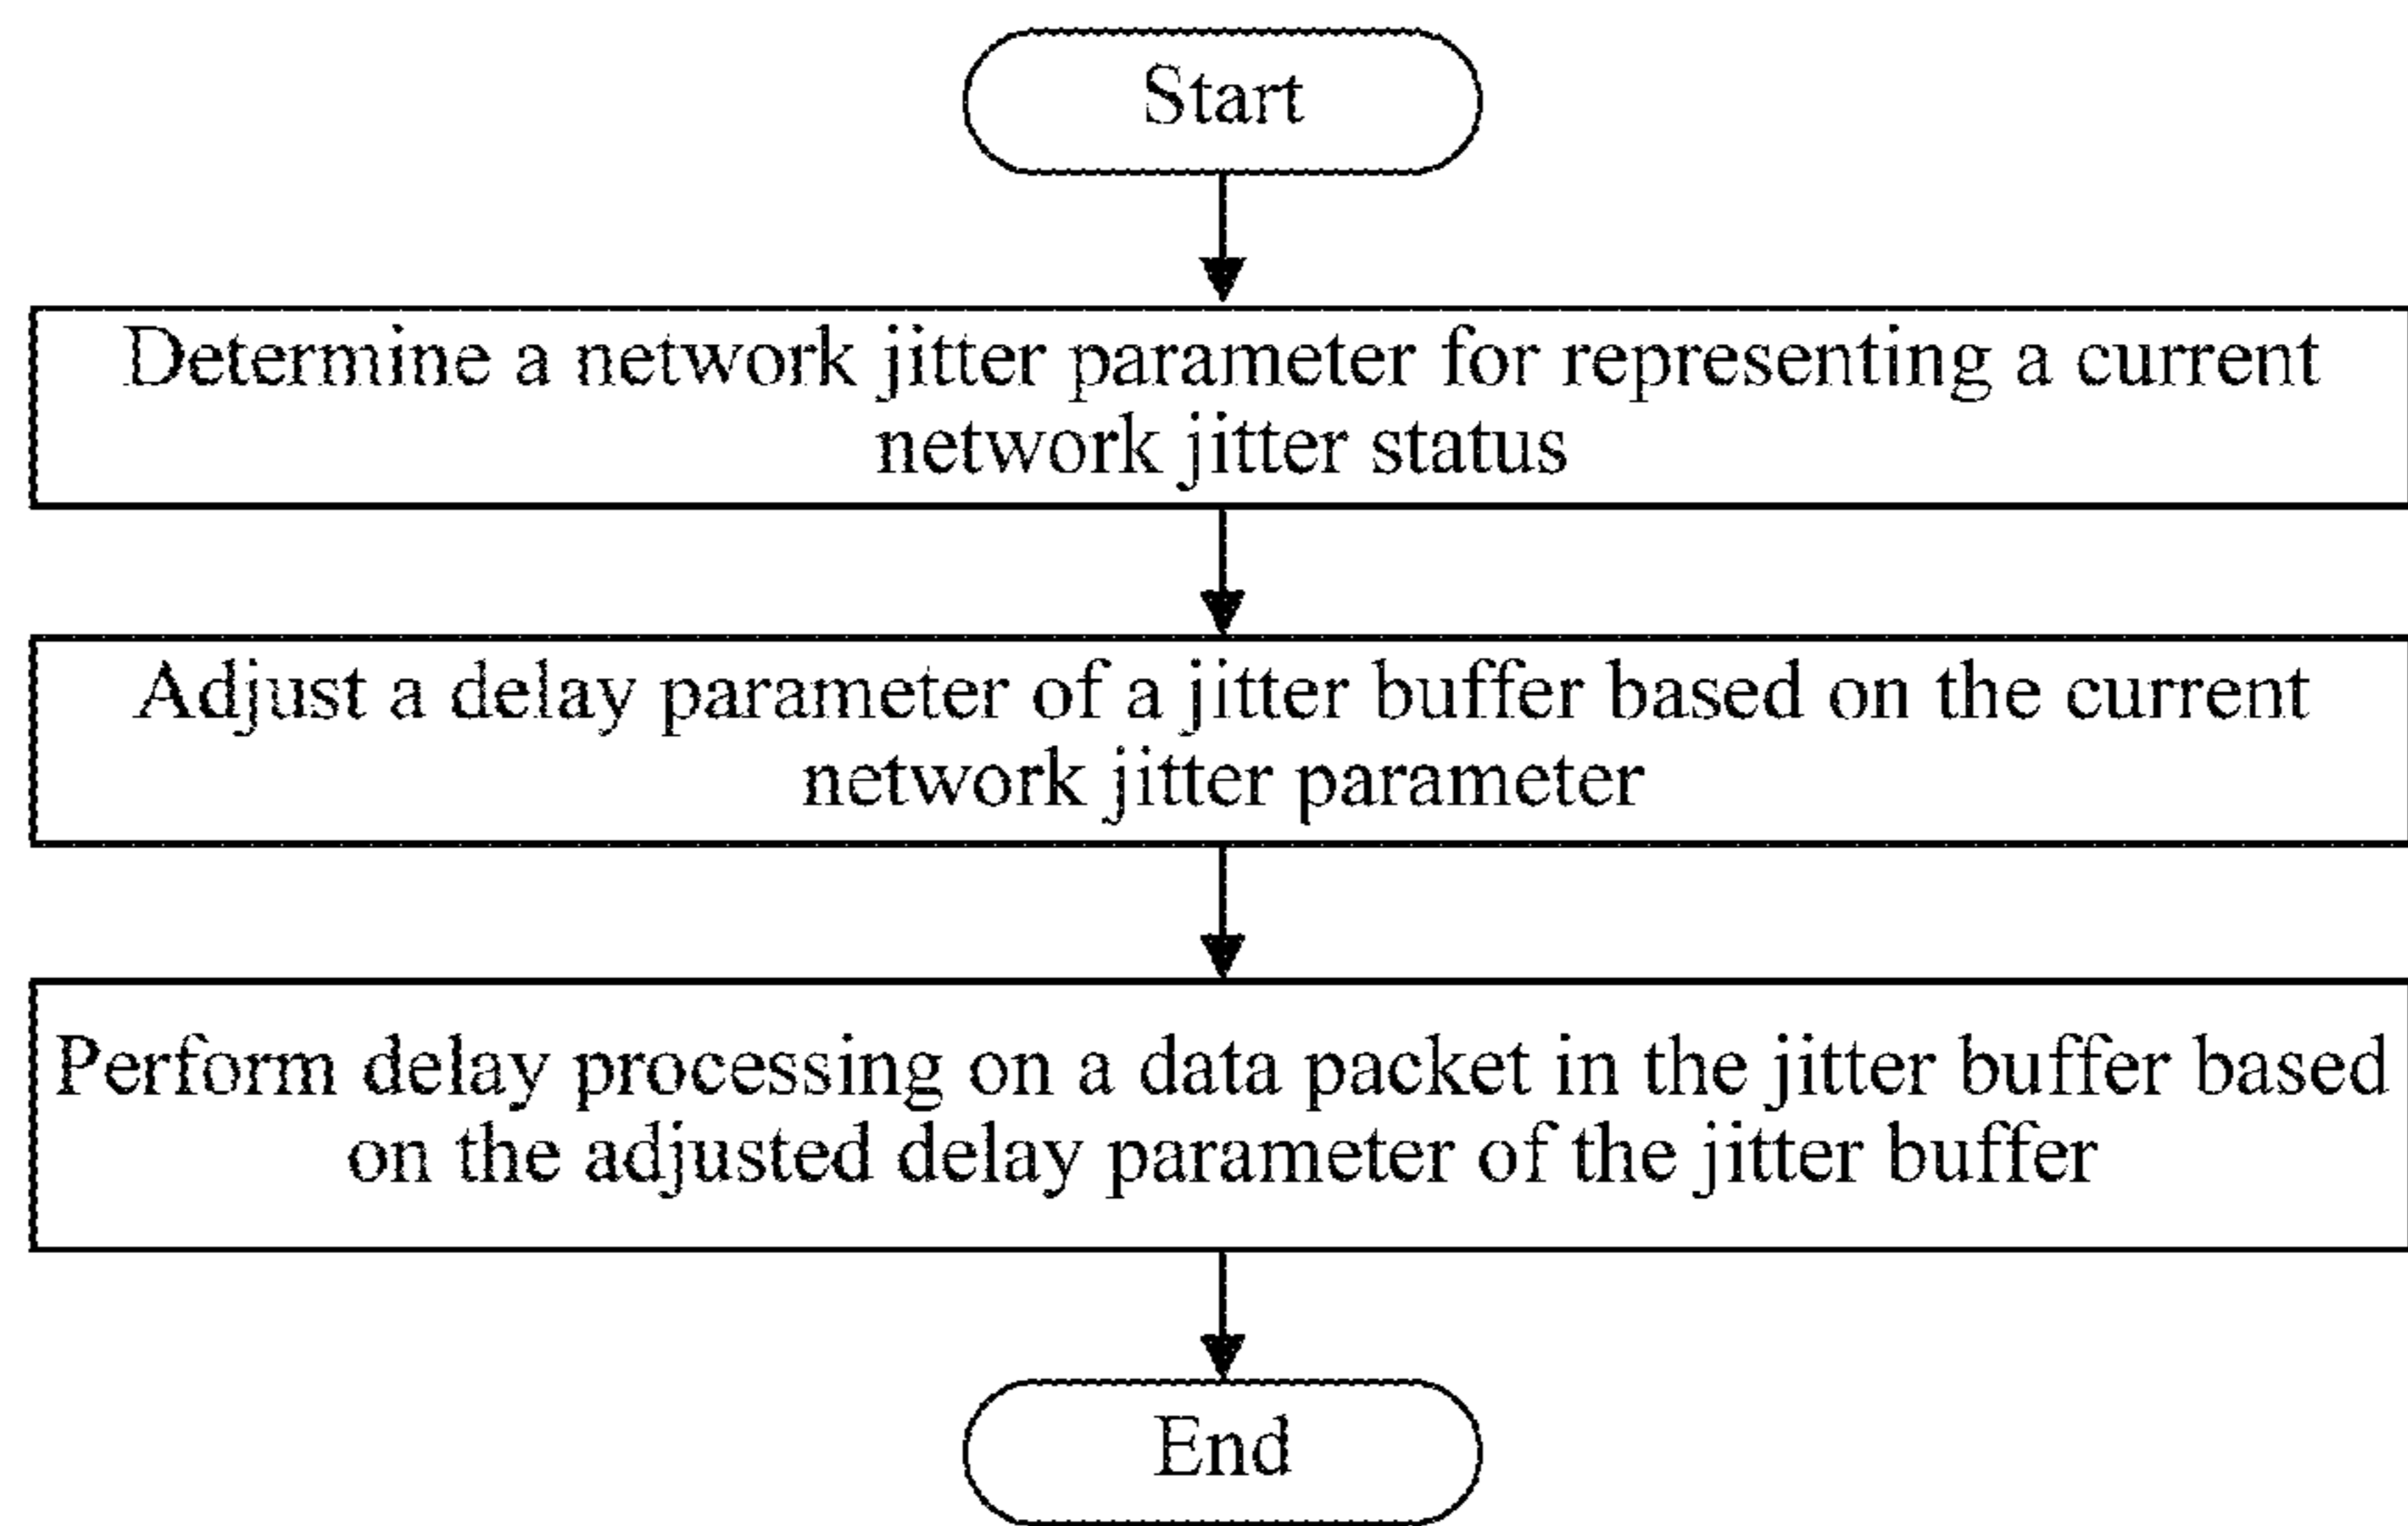 Start
Determine a network jitter parameter for representing a current
network jitter status
Adjust a delay parameter of a jitter buffer based on the current
network jitter parameter
Perform delay processing on a data packet in the jitter buffer based
on the adjusted delay parameter of the jitter buffer
End